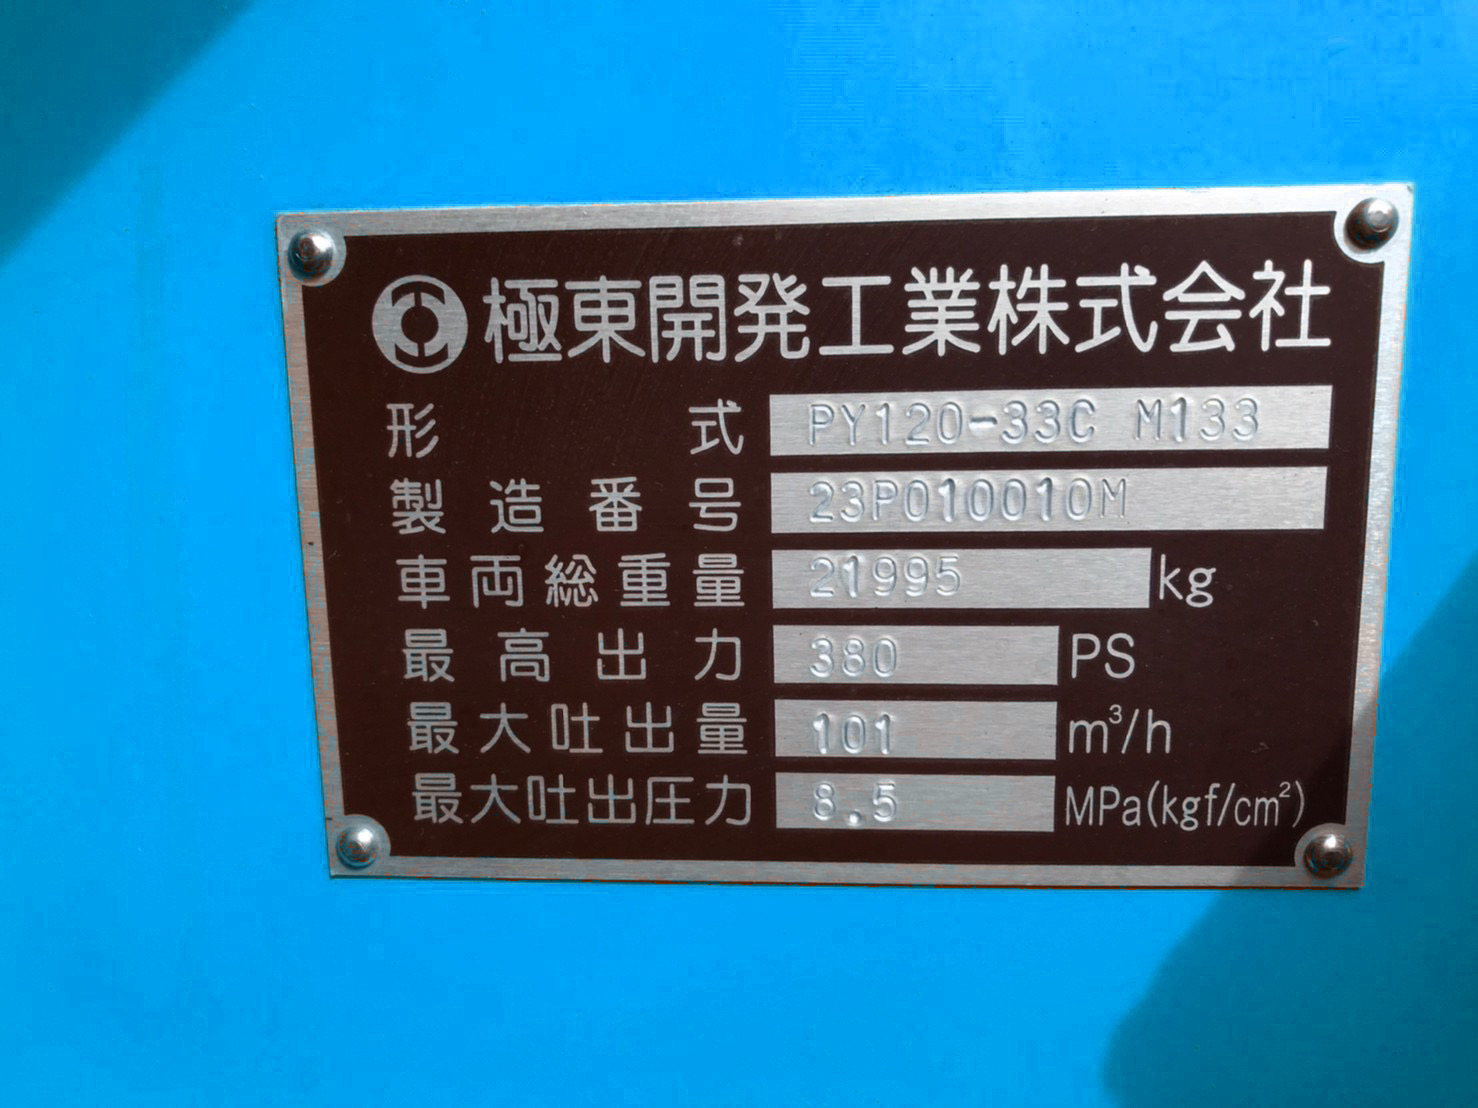 極東開発工業株式会社
形式 PY120-33C M133
製造番号 23P010010M
車両総重量 21995 kg
最高出力 380 PS
最大吐出量 101 m³/h
最大吐出圧力 8.5 MPa(kgf/cm²)